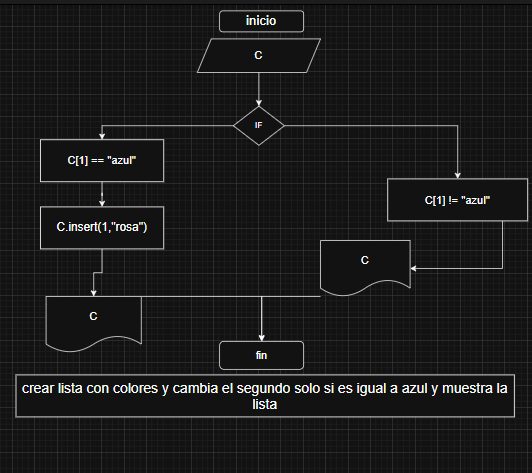 inicio
C
IF
C[1] == "azul"
C[1] != "azul"
C.insert(1,"rosa")
C
C
fin
crear lista con colores y cambia el segundo solo si es igual a azul y muestra la
lista